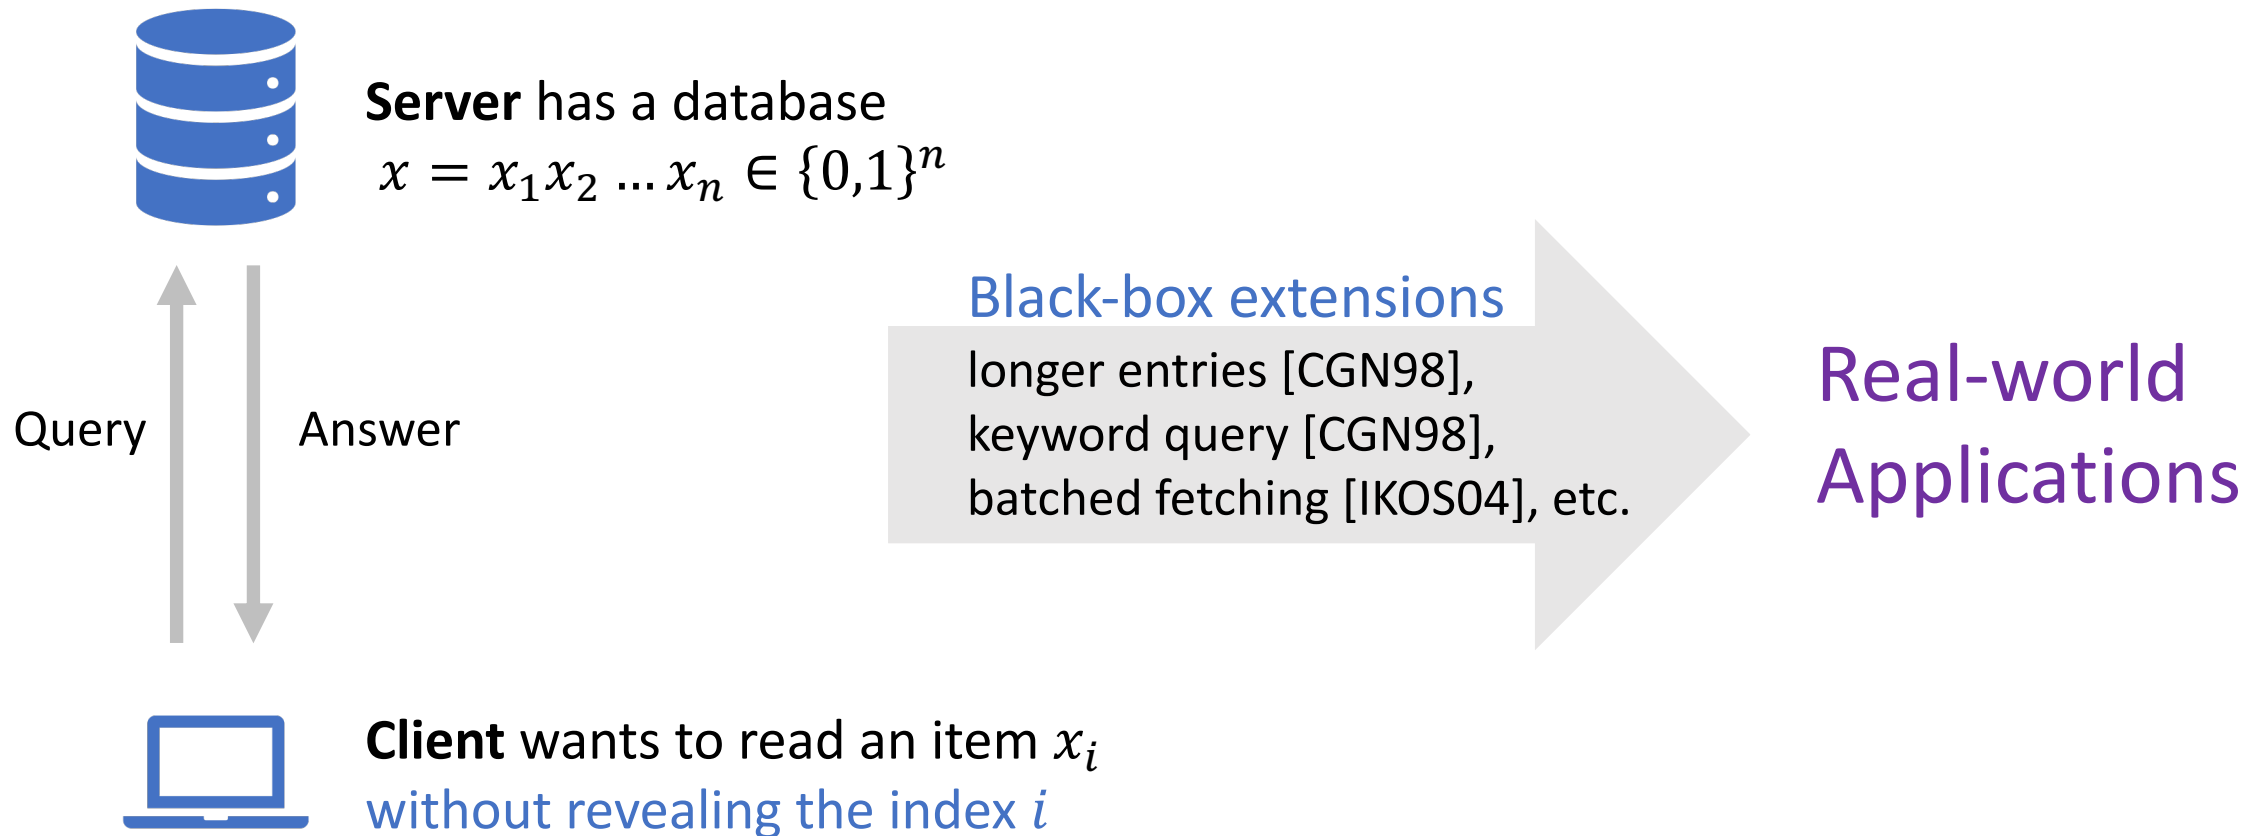 Server has a database
x = x₁x₂ … xₙ ∈ {0,1}ⁿ
Query
Answer
Black-box extensions
longer entries [CGN98],
keyword query [CGN98],
batched fetching [IKOS04], etc.
Real-world
Applications
Client wants to read an item xᵢ
without revealing the index i